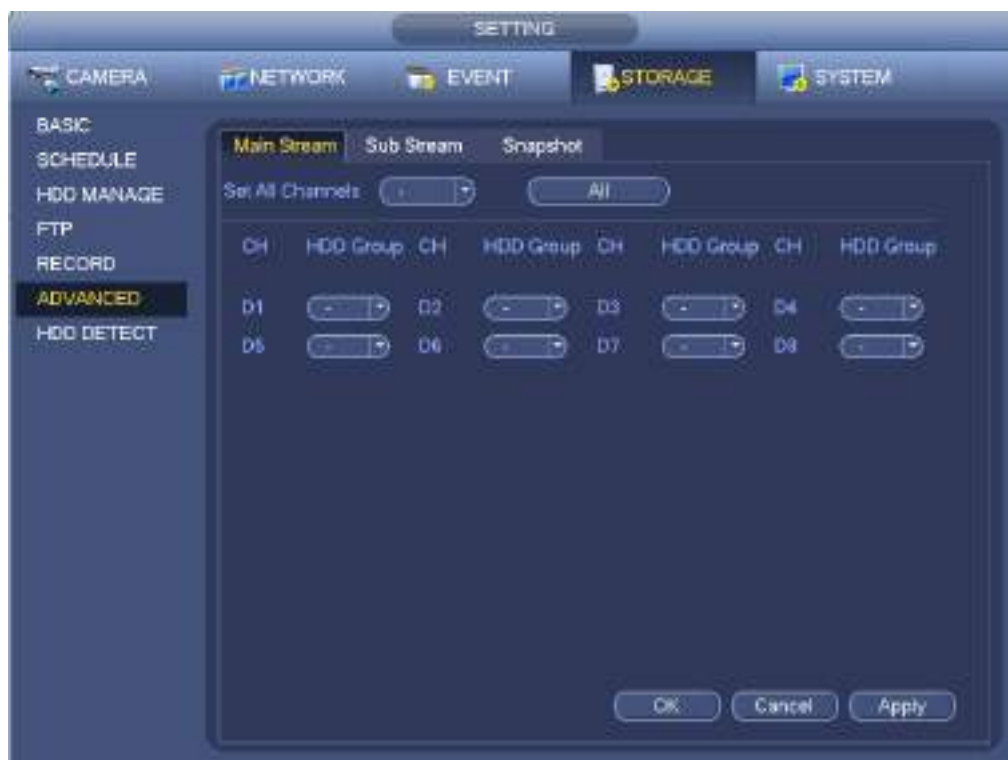 SETTING
CAMERA NETWORK EVENT STORAGE SYSTEM
BASIC
SCHEDULE
HDD MANAGE
FTP
RECORD
ADVANCED
HDD DETECT
Main Stream Sub Stream Snapshot
Set All Channels - All
CH HDD Group CH HDD Group CH HDD Group CH HDD Group
D1 - D2 - D3 - D4 -
D5 - D6 - D7 - D8 -
OK Cancel Apply